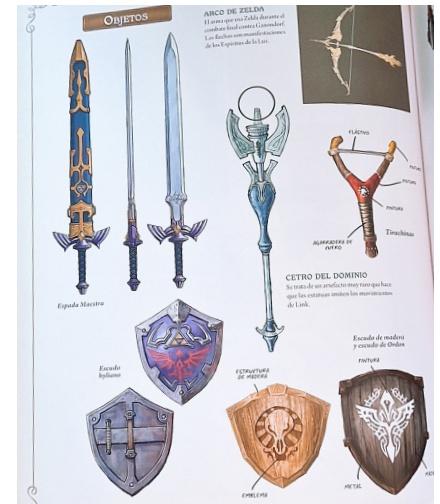 OBJETOS
ARCO DE ZELDA
El arma que usa Zelda durante el
combate final contra Ganondorf.
Las flechas son manifestaciones
de los Espíritus de la Luz.
ELÁSTICO
PINTURA
Tirachinas
AGARRADERA DE
CUERO
CETRO DEL DOMINIO
Se trata de un artefacto muy raro que hace
que las estatuas imiten los movimientos
de Link.
Espada Maestra
Escudo
hyliano
Escudo de madera
y escudo de Ordon
PINTURA
ESTRUCTURA
DE MADERA
EMBLEMA
METAL